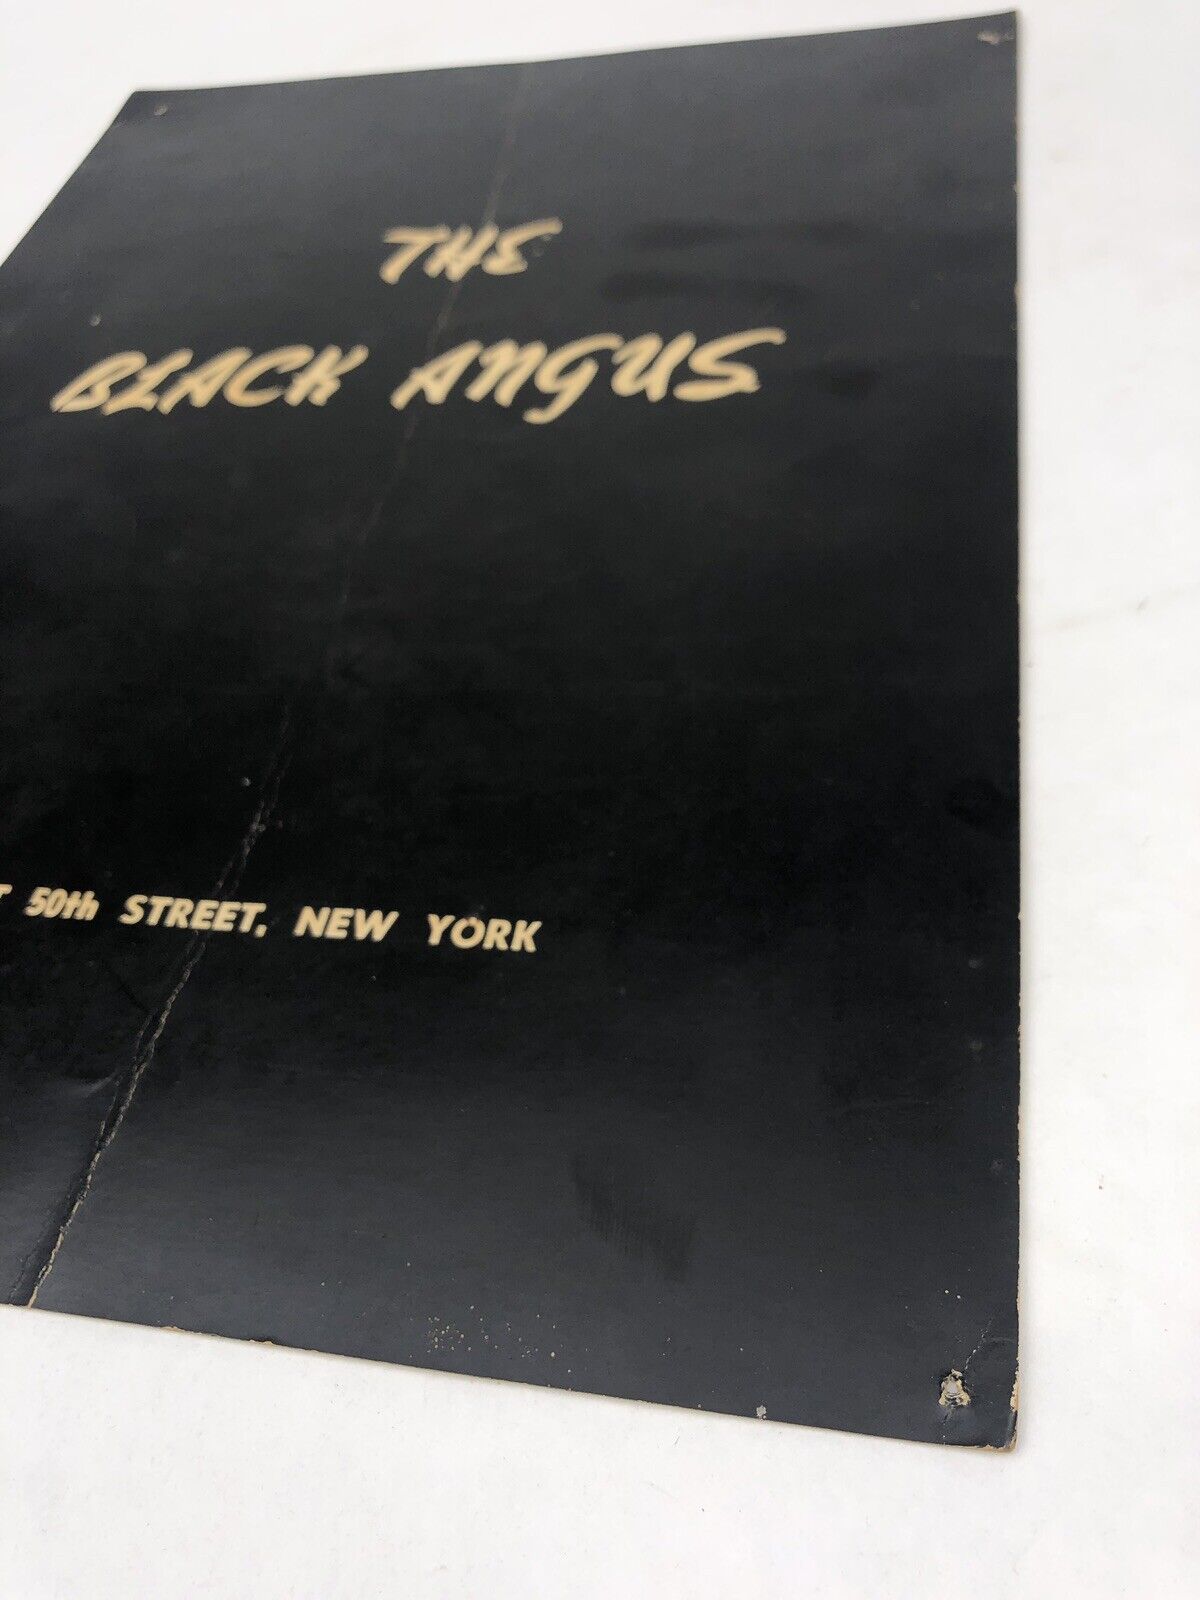 THE
BLACK ANGUS
50th STREET, NEW YORK